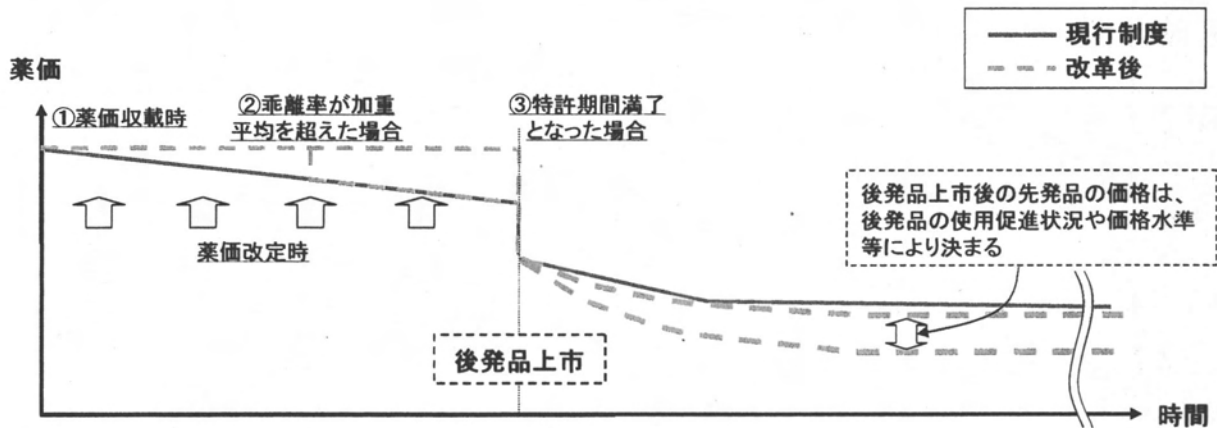 現行制度
改革後
薬価
①薬価収載時
②乖離率が加重
平均を超えた場合
③特許期間満了
となった場合
薬価改定時
後発品上市後の先発品の価格は、
後発品の使用促進状況や価格水準
等により決まる
後発品上市
時間